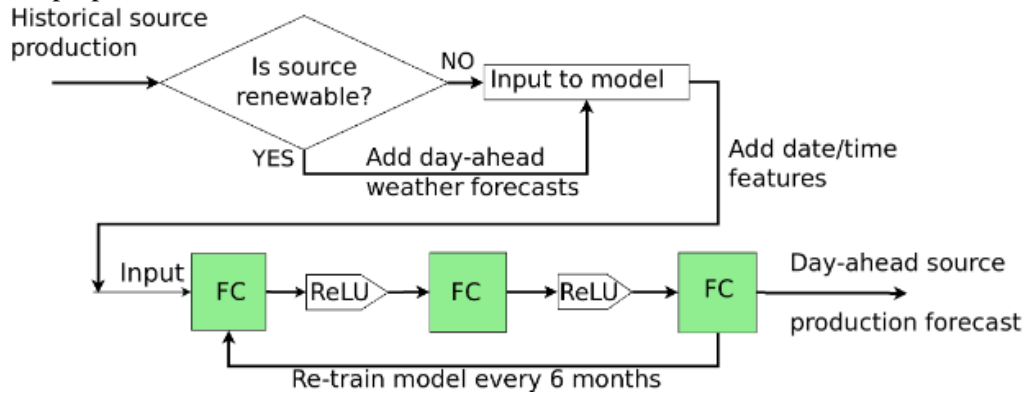 Historical source
production
Is source
renewable?
NO
Input to model
YES
Add day-ahead
weather forecasts
Add date/time
features
Input
FC
ReLU
FC
ReLU
FC
Day-ahead source
production forecast
Re-train model every 6 months